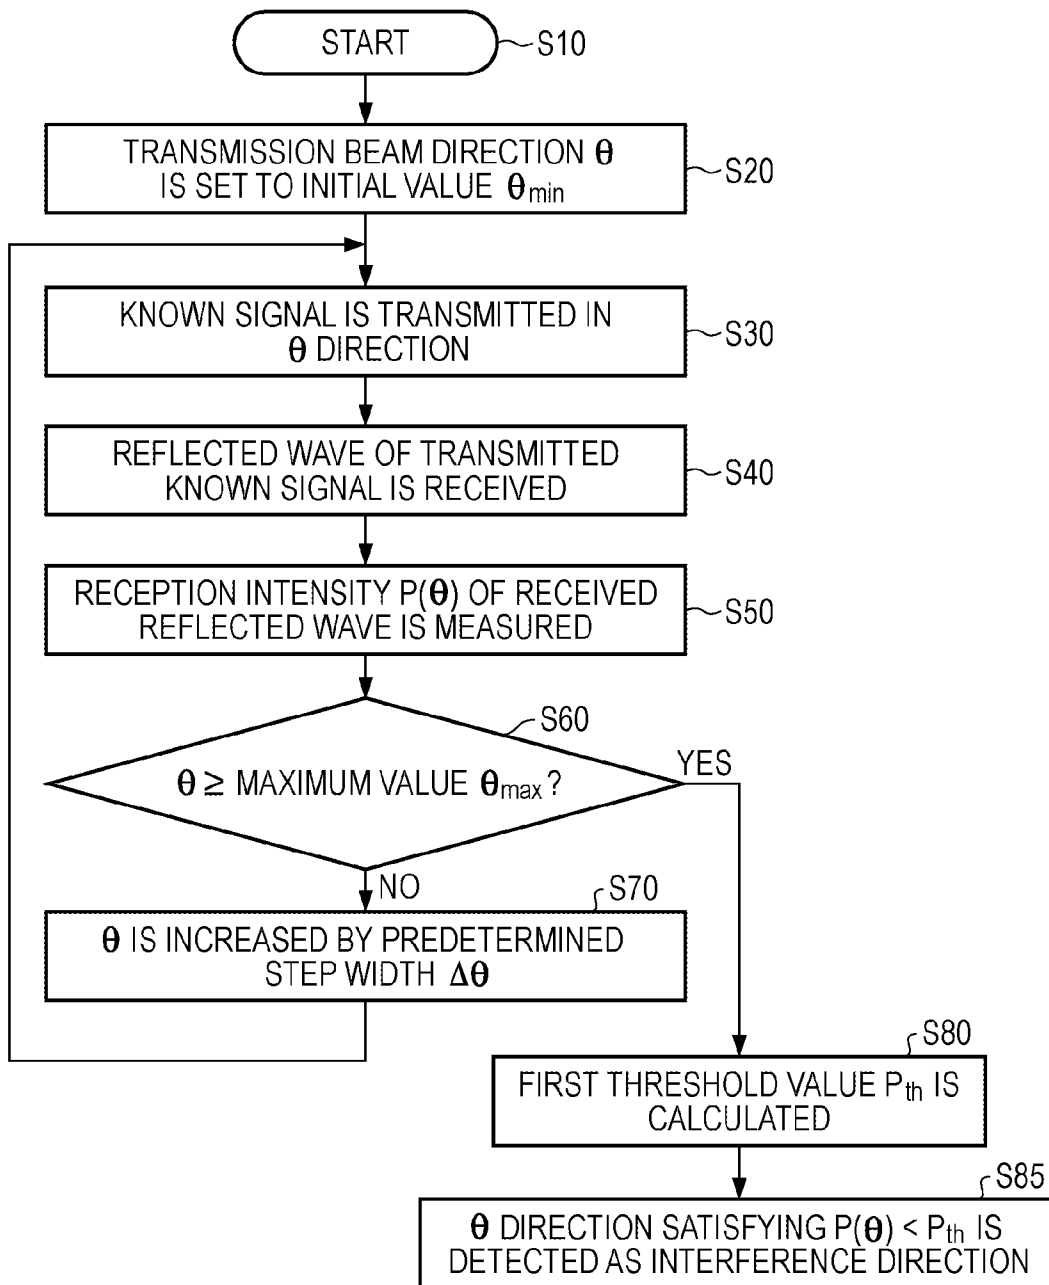 START
S10
TRANSMISSION BEAM DIRECTION θ
IS SET TO INITIAL VALUE θmin
S20
KNOWN SIGNAL IS TRANSMITTED IN
θ DIRECTION
S30
REFLECTED WAVE OF TRANSMITTED
KNOWN SIGNAL IS RECEIVED
S40
RECEPTION INTENSITY P(θ) OF RECEIVED
REFLECTED WAVE IS MEASURED
S50
S60
θ ≧ MAXIMUM VALUE θmax?
YES
NO
S70
θ IS INCREASED BY PREDETERMINED
STEP WIDTH Δθ
S80
FIRST THRESHOLD VALUE Pth IS
CALCULATED
S85
θ DIRECTION SATISFYING P(θ) < Pth IS
DETECTED AS INTERFERENCE DIRECTION